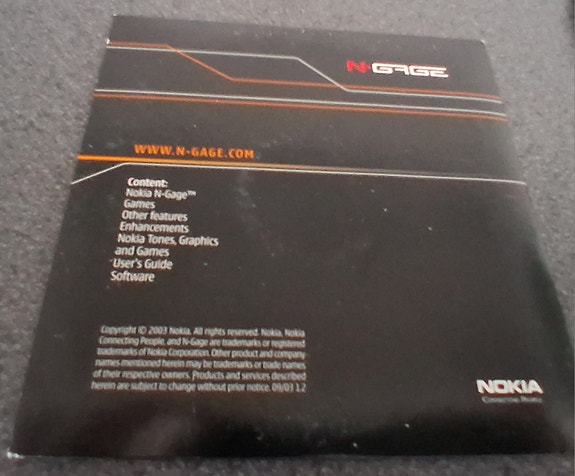 N-GAGE
WWW.N-GAGE.COM
Content:
Nokia N-Gage™
Games
Other features
Enhancements
Nokia Tones, Graphics
and Games
User's Guide
Software
Copyright © 2003 Nokia. All rights reserved. Nokia, Nokia
Connecting People, and N-Gage are trademarks or registered
trademarks of Nokia Corporation. Other product and company
names mentioned herein may be trademarks or trade names
of their respective owners. Products and services described
herein are subject to change without prior notice. 09/03 1.2
NOKIA
CONNECTING PEOPLE